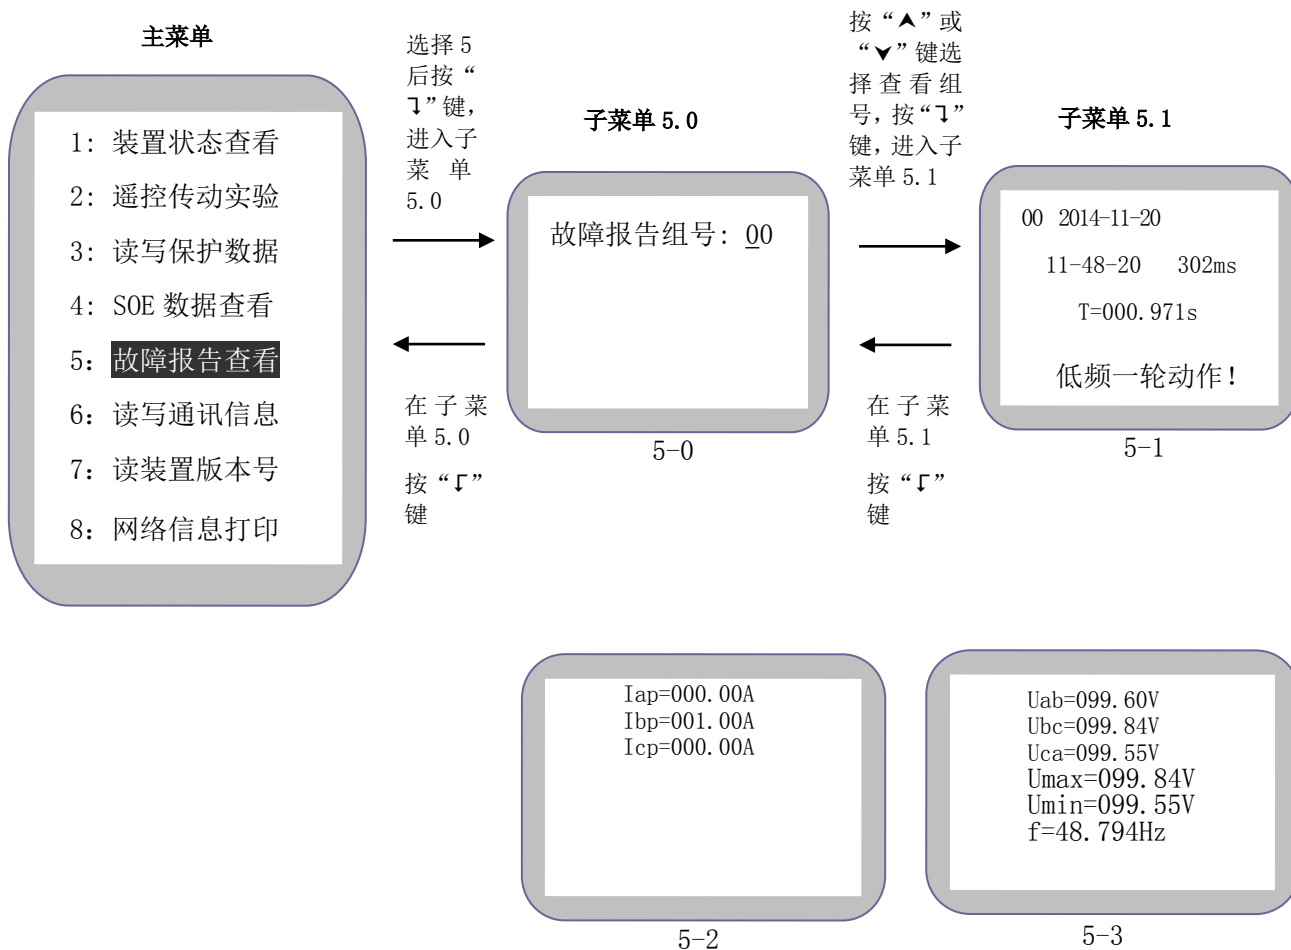 主菜单
1: 装置状态查看
2: 遥控传动实验
3: 读写保护数据
4: SOE 数据查看
5: 故障报告查看
6: 读写通讯信息
7: 读装置版本号
8: 网络信息打印
选择 5
后按“
↴”键,
进入子
菜 单
5.0
在 子 菜
单 5.0
按“↱”
键
子菜单 5.0
故障报告组号: 00
5-0
按“⮝”或
“⮟”键选
择 查 看 组
号,按“↴”
键,进入子
菜单 5.1
在 子 菜
单 5.1
按“↱”
键
子菜单 5.1
00 2014-11-20
11-48-20 302ms
T=000.971s
低频一轮动作!
5-1
Iap=000.00A
Ibp=001.00A
Icp=000.00A
5-2
Uab=099.60V
Ubc=099.84V
Uca=099.55V
Umax=099.84V
Umin=099.55V
f=48.794Hz
5-3